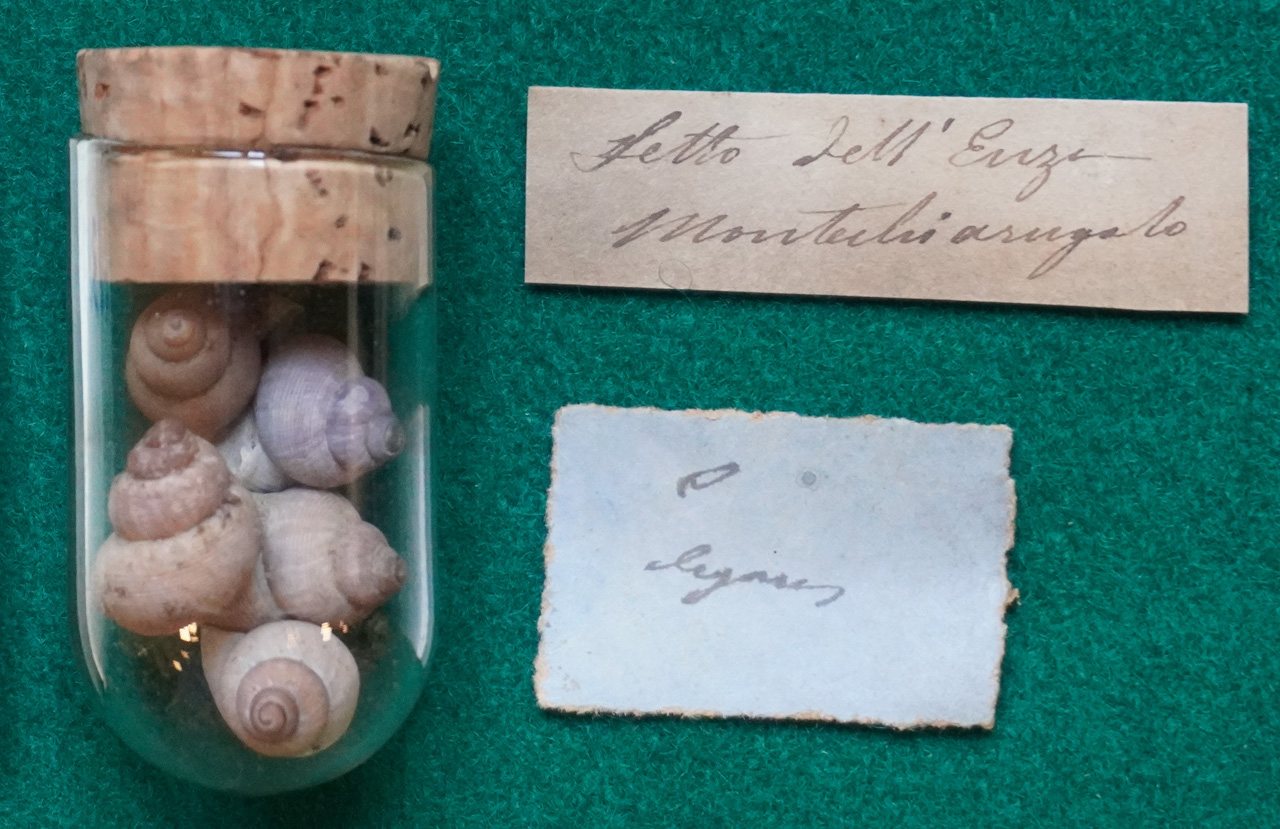 Letto dell' Enza
Montechiarugolo
elegans